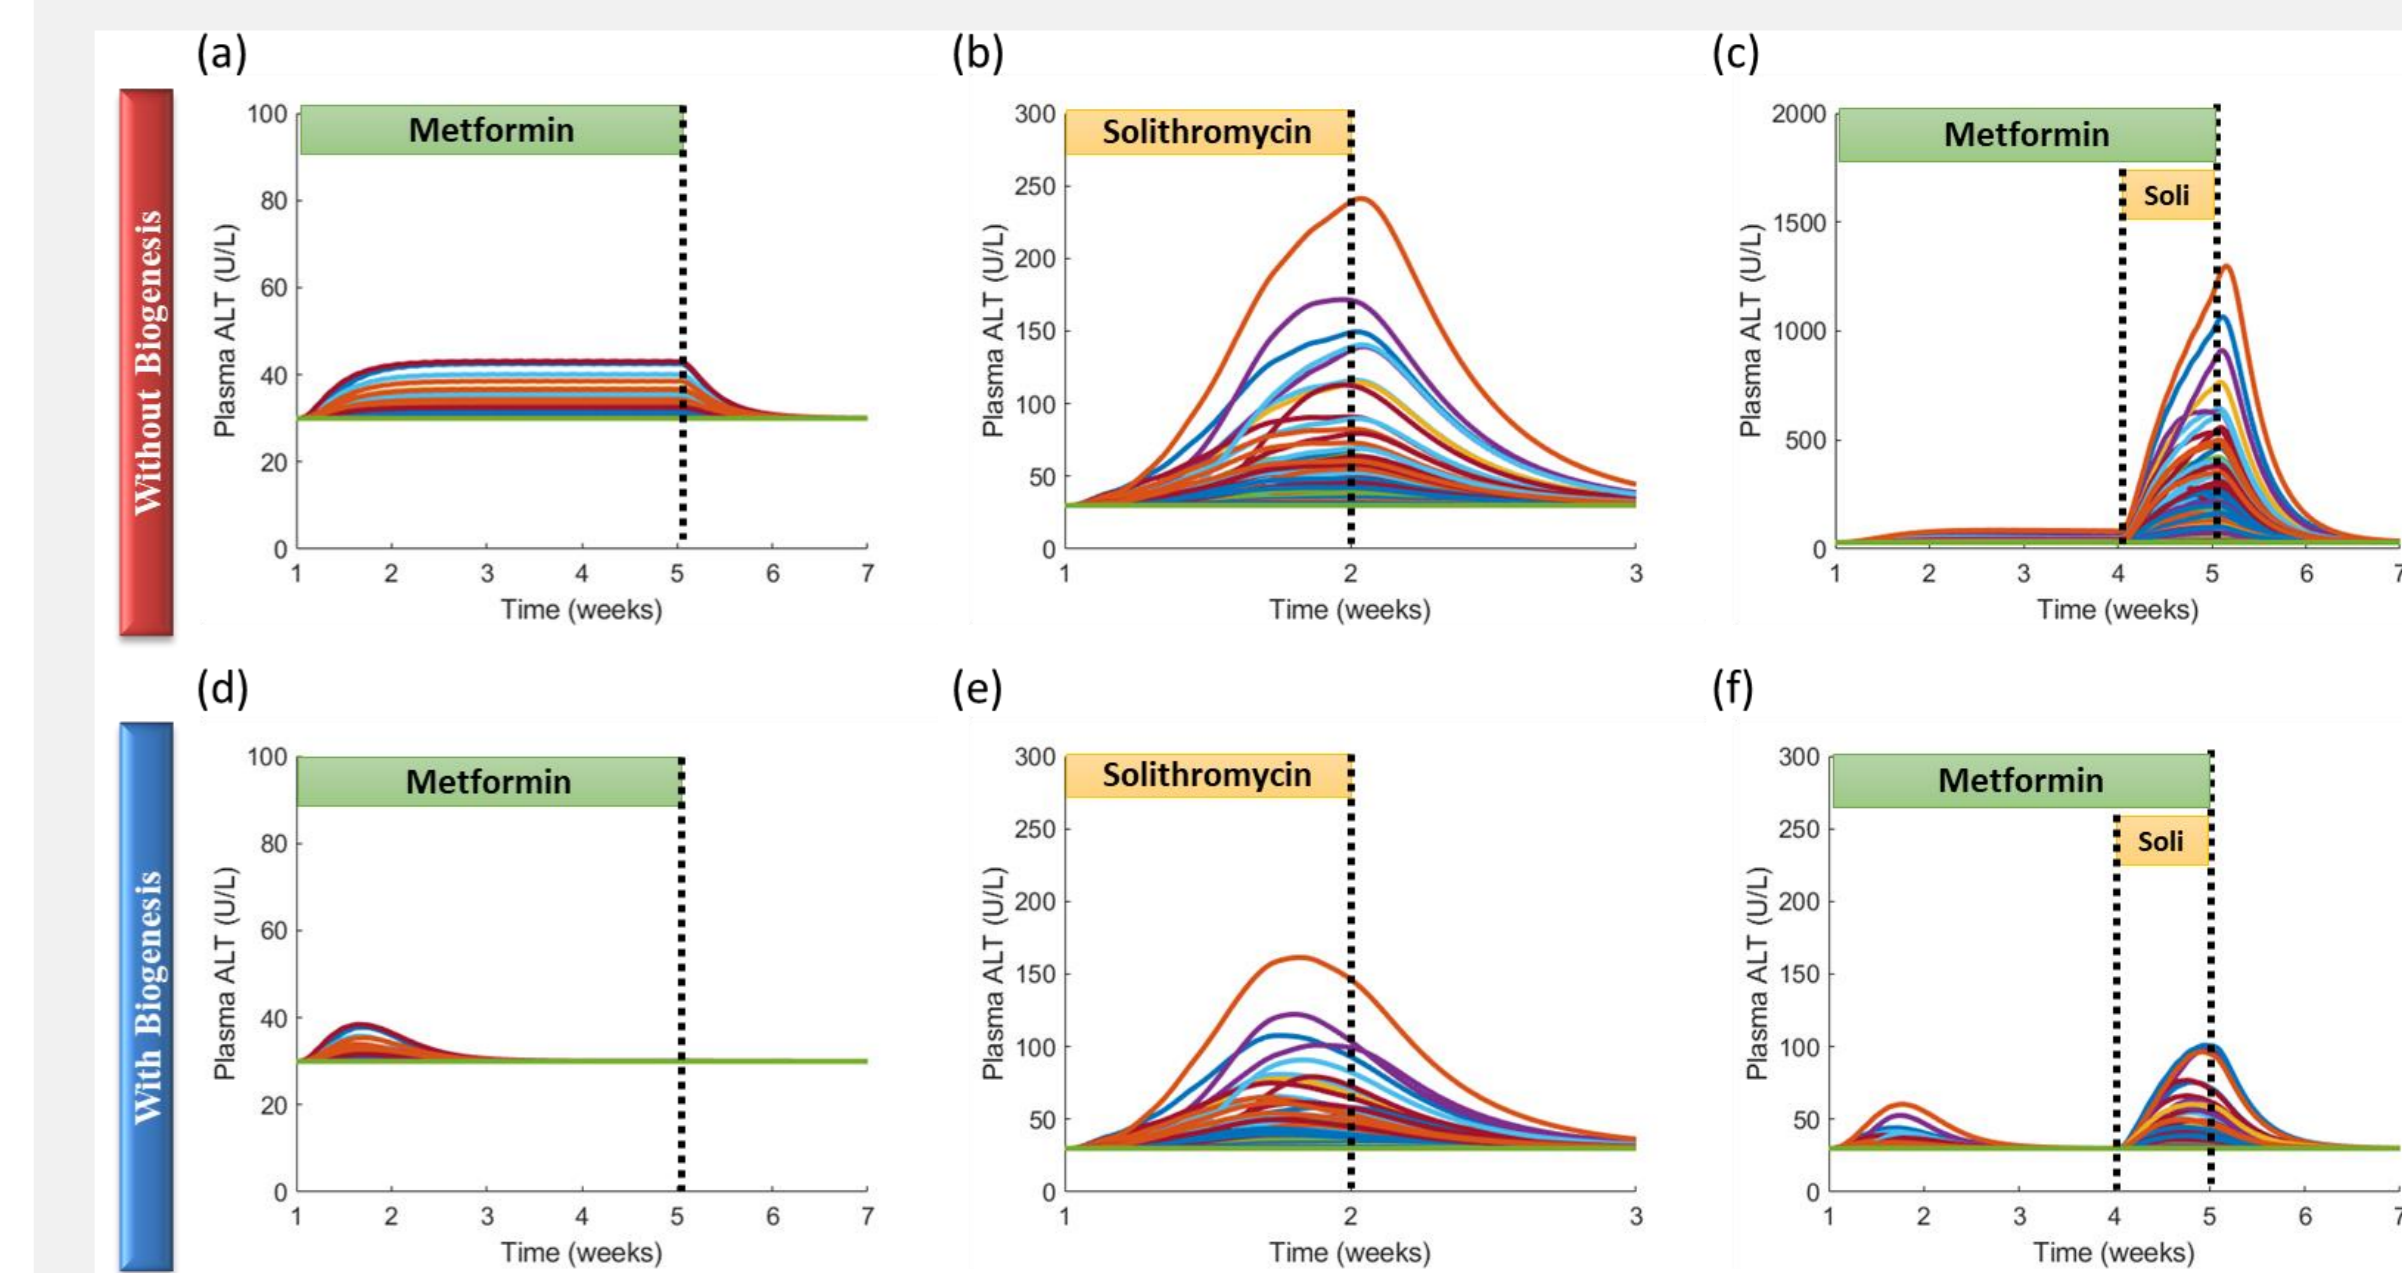 (a)
(b)
(c)
Without Biogenesis
100
80
60
40
20
0
Plasma ALT (U/L)
Metformin
1 2 3 4 5 6 7
Time (weeks)
300
250
200
150
100
50
0
Plasma ALT (U/L)
Solithromycin
1 2 3
Time (weeks)
2000
1500
1000
500
0
Plasma ALT (U/L)
Metformin
Soli
1 2 3 4 5 6 7
Time (weeks)
(d)
(e)
(f)
With Biogenesis
100
80
60
40
20
0
Plasma ALT (U/L)
Metformin
1 2 3 4 5 6 7
Time (weeks)
300
250
200
150
100
50
0
Plasma ALT (U/L)
Solithromycin
1 2 3
Time (weeks)
300
250
200
150
100
50
0
Plasma ALT (U/L)
Metformin
Soli
1 2 3 4 5 6 7
Time (weeks)